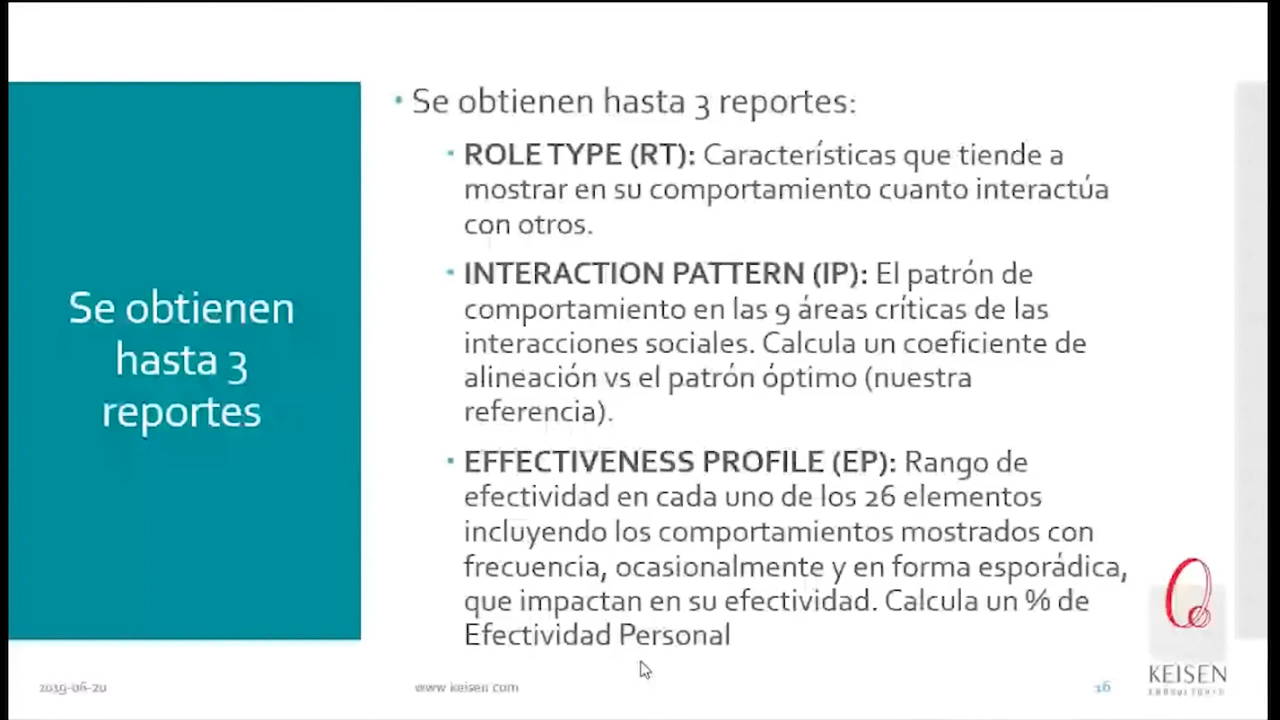 Se obtienen
hasta 3
reportes
• Se obtienen hasta 3 reportes:
• ROLE TYPE (RT): Características que tiende a
mostrar en su comportamiento cuanto interactúa
con otros.
• INTERACTION PATTERN (IP): El patrón de
comportamiento en las 9 áreas críticas de las
interacciones sociales. Calcula un coeficiente de
alineación vs el patrón óptimo (nuestra
referencia).
• EFFECTIVENESS PROFILE (EP): Rango de
efectividad en cada uno de los 26 elementos
incluyendo los comportamientos mostrados con
frecuencia, ocasionalmente y en forma esporádica,
que impactan en su efectividad. Calcula un % de
Efectividad Personal
2019-06-20
www keisen com
16
KEISEN